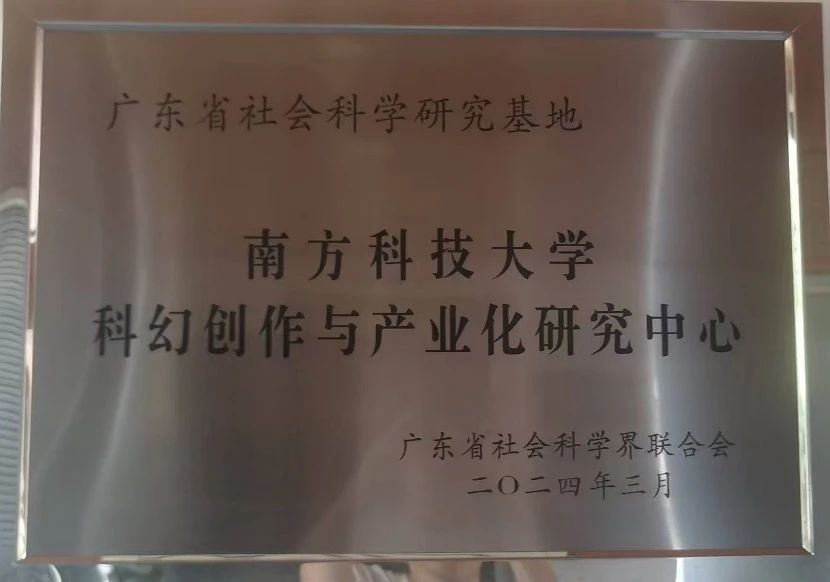 广东省社会科学研究基地
南方科技大学
科幻创作与产业化研究中心
广东省社会科学界联合会
二〇二四年三月